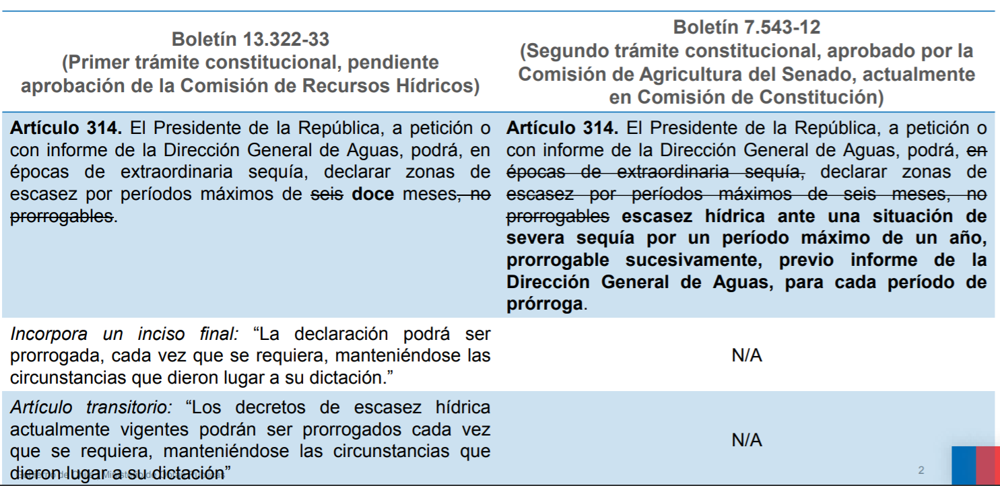 Boletín 13.322-33
(Primer trámite constitucional, pendiente
aprobación de la Comisión de Recursos Hídricos)
Boletín 7.543-12
(Segundo trámite constitucional, aprobado por la
Comisión de Agricultura del Senado, actualmente
en Comisión de Constitución)
Artículo 314. El Presidente de la República, a petición o
con informe de la Dirección General de Aguas, podrá, en
épocas de extraordinaria sequía, declarar zonas de
escasez por períodos máximos de seis doce meses, no
prorrogables.
Artículo 314. El Presidente de la República, a petición o
con informe de la Dirección General de Aguas, podrá, en
épocas de extraordinaria sequía, declarar zonas de
escasez por períodos máximos de seis meses, no
prorrogables escasez hídrica ante una situación de
severa sequía por un período máximo de un año,
prorrogable sucesivamente, previo informe de la
Dirección General de Aguas, para cada período de
prórroga.
Incorpora un inciso final: “La declaración podrá ser
prorrogada, cada vez que se requiera, manteniéndose las
circunstancias que dieron lugar a su dictación.”
N/A
Artículo transitorio: “Los decretos de escasez hídrica
actualmente vigentes podrán ser prorrogados cada vez
que se requiera, manteniéndose las circunstancias que
dieron lugar a su dictación”
N/A
Gobierno de Chile Ministerio de Obras Públicas
2